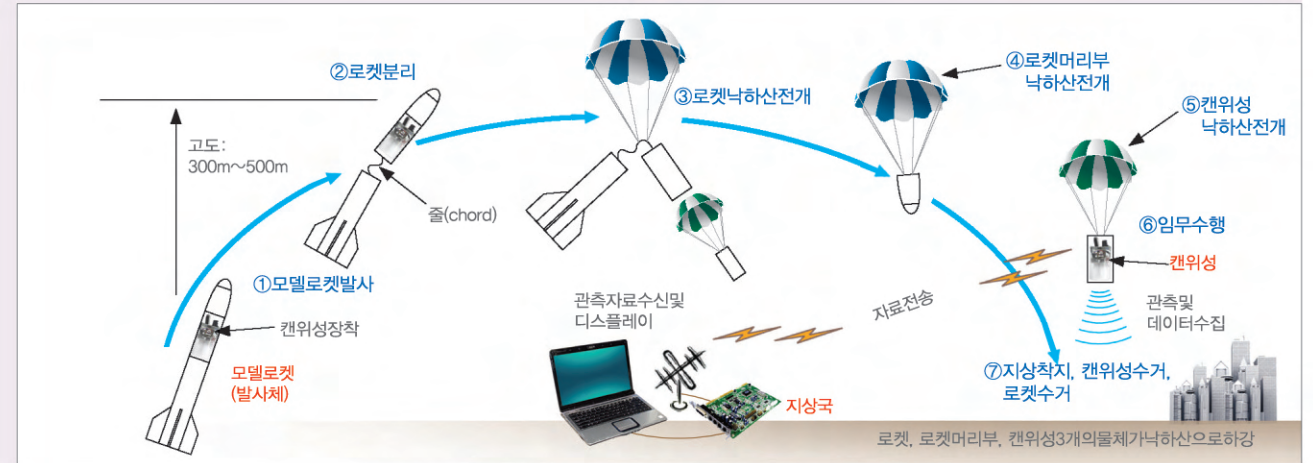 ②로켓분리
③로켓낙하산전개
④로켓머리부
낙하산전개
⑤캔위성
낙하산전개
고도:
300m~500m
줄(chord)
⑥임무수행
캔위성
①모델로켓발사
캔위성장착
관측자료수신및
디스플레이
자료전송
관측및
데이터수집
모델로켓
(발사체)
지상국
⑦지상착지, 캔위성수거,
로켓수거
로켓, 로켓머리부, 캔위성3개의물체가낙하산으로하강